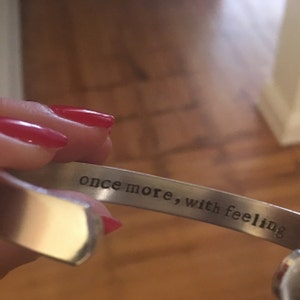 once more, with feeling